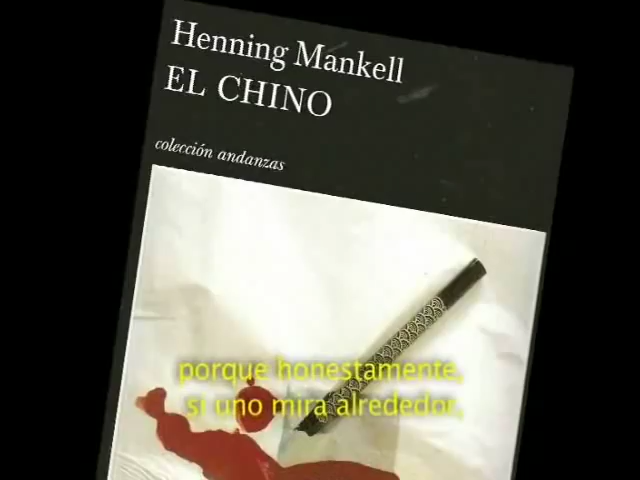 Henning Mankell
EL CHINO
colección andanzas
porque honestamente,
si uno mira alrededor,